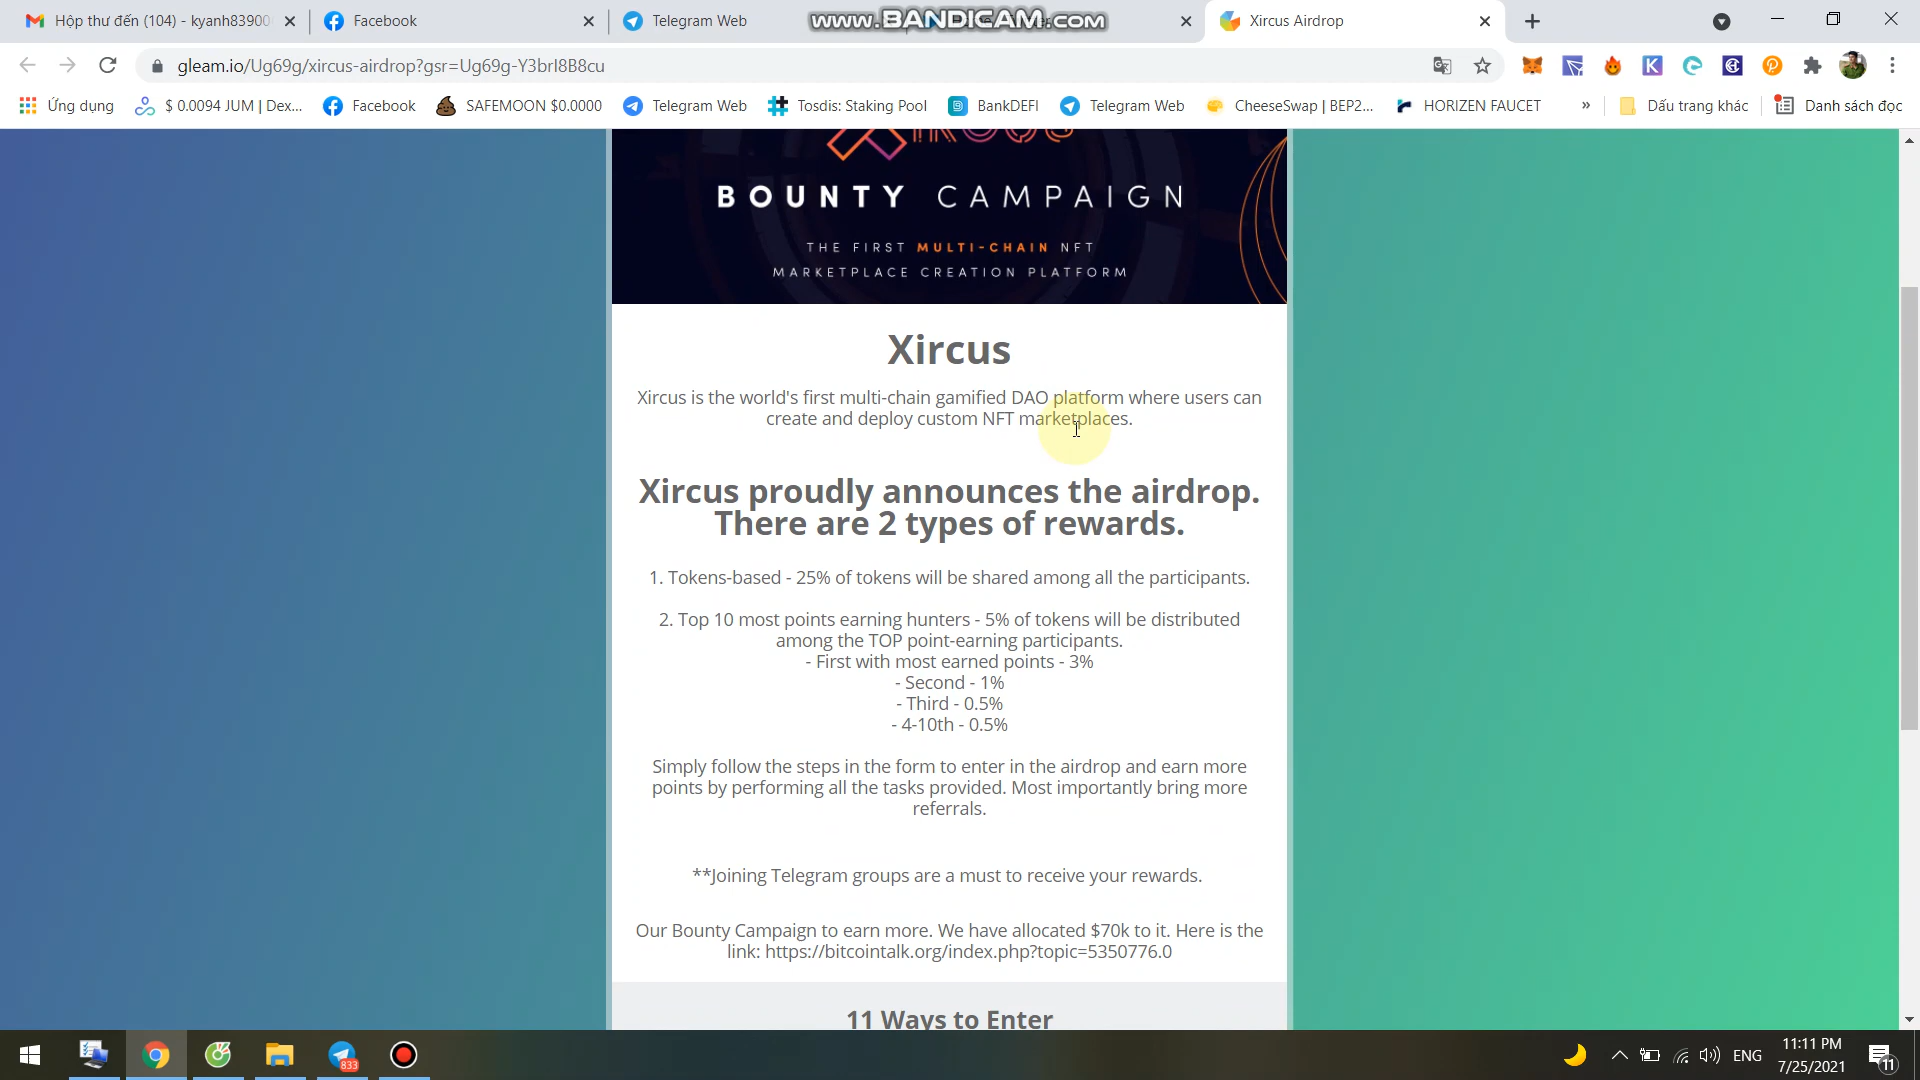 Hộp thư đến (104) - kyanh83900
Facebook
Telegram Web
www.BANDICAM.com
Xircus Airdrop
gleam.io/Ug69g/xircus-airdrop?gsr=Ug69g-Y3brI8B8cu
Ứng dụng
$ 0.0094 JUM | Dex...
Facebook
SAFEMOON $0.0000
Telegram Web
Tosdis: Staking Pool
BankDEFI
Telegram Web
CheeseSwap | BEP2...
HORIZEN FAUCET
»
Dấu trang khác
Danh sách đọc
BOUNTY CAMPAIGN
THE FIRST MULTI-CHAIN NFT
MARKETPLACE CREATION PLATFORM
Xircus
Xircus is the world's first multi-chain gamified DAO platform where users can
create and deploy custom NFT marketplaces.
Xircus proudly announces the airdrop.
There are 2 types of rewards.
1. Tokens-based - 25% of tokens will be shared among all the participants.
2. Top 10 most points earning hunters - 5% of tokens will be distributed
among the TOP point-earning participants.
- First with most earned points - 3%
- Second - 1%
- Third - 0.5%
- 4-10th - 0.5%
Simply follow the steps in the form to enter in the airdrop and earn more
points by performing all the tasks provided. Most importantly bring more
referrals.
**Joining Telegram groups are a must to receive your rewards.
Our Bounty Campaign to earn more. We have allocated $70k to it. Here is the
link: https://bitcointalk.org/index.php?topic=5350776.0
11 Ways to Enter
833
ENG
11:11 PM
7/25/2021
11